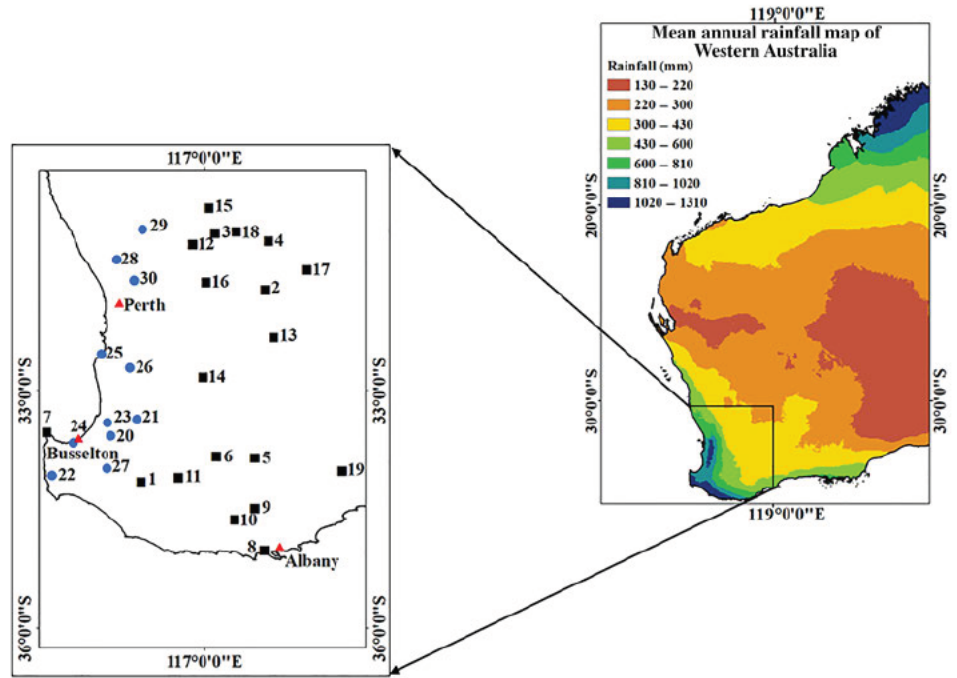 119°0'0"E
Mean annual rainfall map of
Western Australia
Rainfall (mm)
130 – 220
220 – 300
300 – 430
430 – 600
600 – 810
810 – 1020
1020 – 1310
20°0'0"S
20°0'0"S
30°0'0"S
30°0'0"S
119°0'0"E
117°0'0"E
15
29
3
18
12
4
28
17
30
16
2
Perth
13
25
26
14
33°0'0"S
33°0'0"S
7
24
23
21
20
Busselton
6
5
22
27
1
11
19
9
10
8
Albany
36°0'0"S
36°0'0"S
117°0'0"E